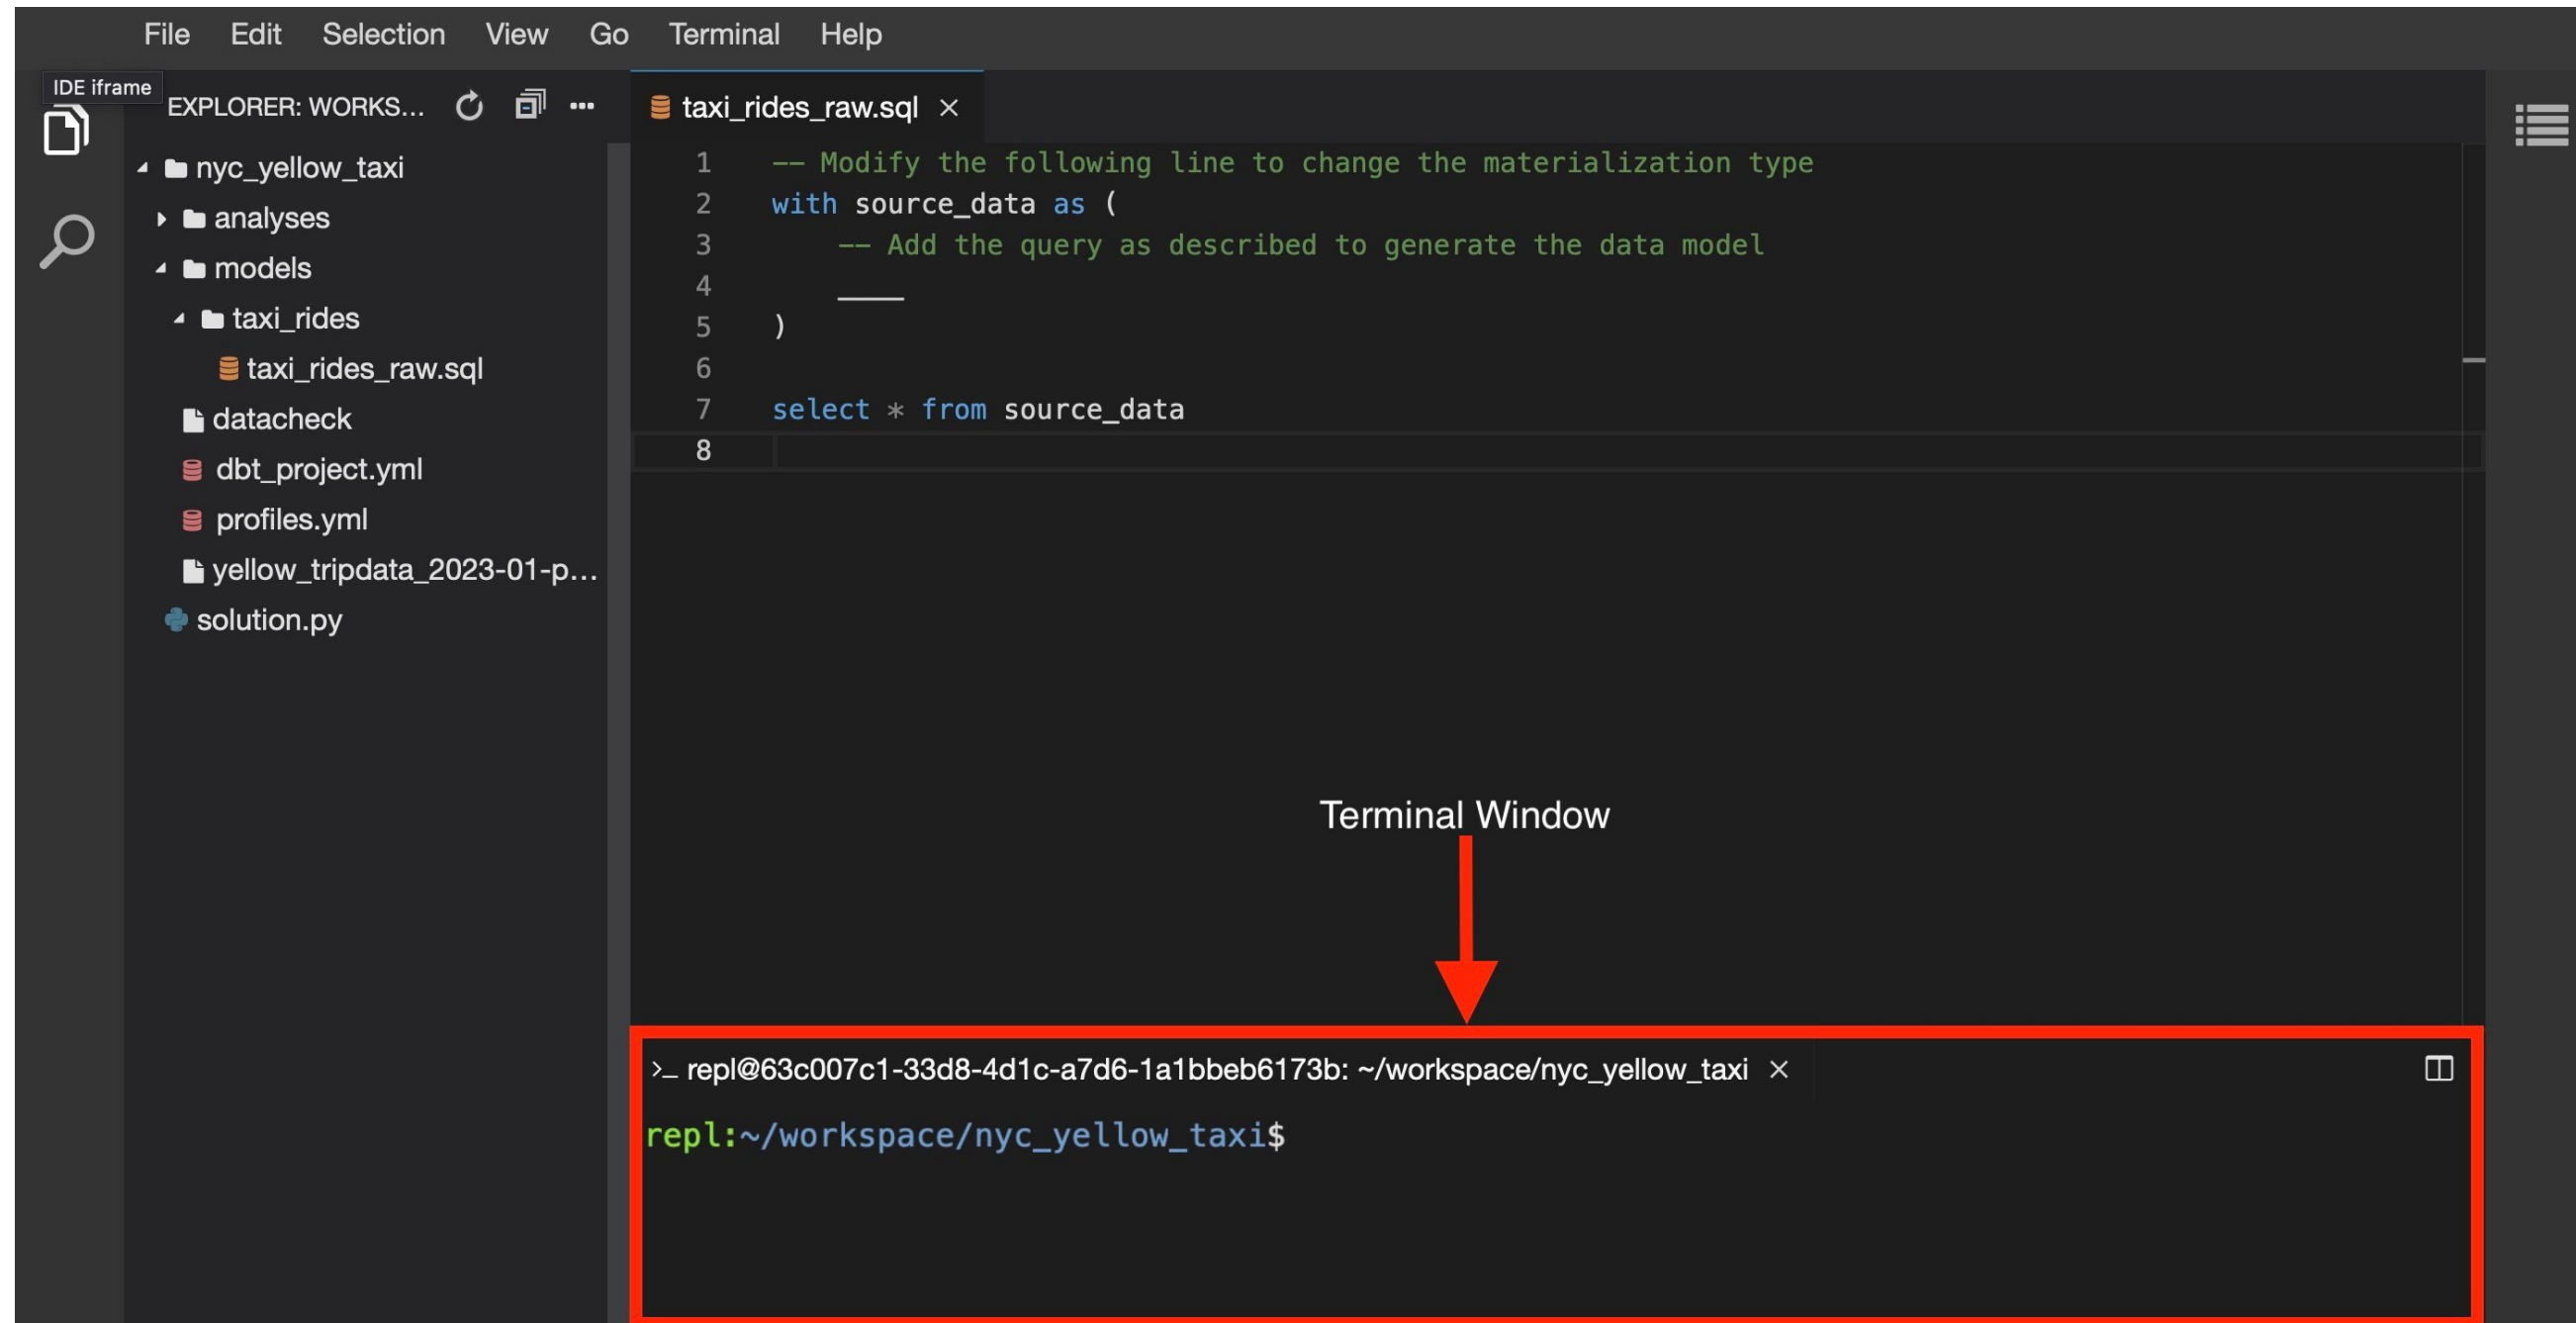 File Edit Selection View Go Terminal Help
IDE iframe
EXPLORER: WORKS...
nyc_yellow_taxi
analyses
models
taxi_rides
taxi_rides_raw.sql
datacheck
dbt_project.yml
profiles.yml
yellow_tripdata_2023-01-p...
solution.py
taxi_rides_raw.sql ×
1 -- Modify the following line to change the materialization type
2 with source_data as (
3 -- Add the query as described to generate the data model
4 ____
5 )
6
7 select * from source_data
8
Terminal Window
>_ repl@63c007c1-33d8-4d1c-a7d6-1a1bbeb6173b: ~/workspace/nyc_yellow_taxi ×
repl:~/workspace/nyc_yellow_taxi$